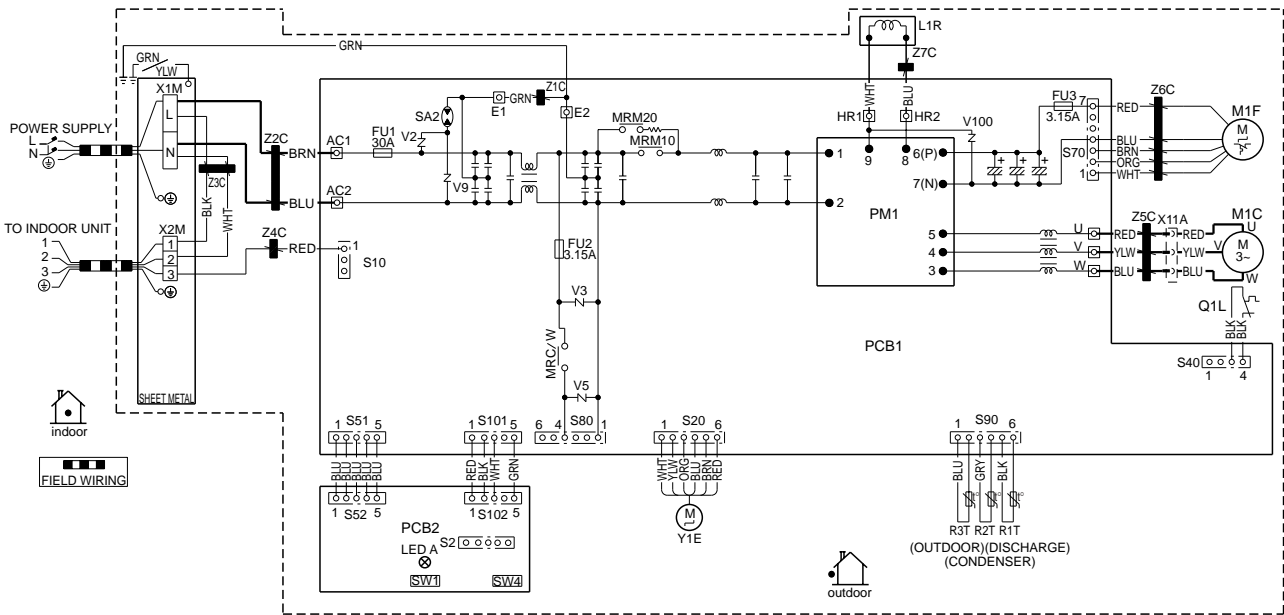 GRN
GRN
YLW
X1M
L
N
POWER SUPPLY
L
N
TO INDOOR UNIT
1
2
3
X2M
1
2
3
SHEET METAL
Z3C
BLK
WHT
Z2C
BRN
BLU
Z4C
RED
AC1
AC2
FU1
30A
V2
V9
SA2
E1
GRN
Z1C
E2
MRM20
MRM10
S10
1
FU2
3.15A
V3
MRC/W
V5
L1R
Z7C
WHT
BLU
HR1
HR2
V100
9
8
1
2
6(P)
7(N)
5
4
3
PM1
FU3
3.15A
7
S70
1
RED
BLU
BRN
ORG
WHT
Z6C
M1F
M
U
V
W
RED
YLW
BLU
Z5C
X11A
RED
YLW
BLU
M1C
U
V
W
M
3~
Q1L
BLK
BLK
S40
1
4
PCB1
indoor
FIELD WIRING
1
S51
5
BLU
BLU
BLU
BLU
BLU
1
S52
5
1
S101
5
RED
BLK
WHT
GRN
1
S102
5
6
4
S80
1
PCB2
LED A
S2
SW1
SW4
1
S20
6
WHT
YLW
ORG
BLU
BRN
RED
M
Y1E
1
S90
6
BLU
GRY
BLK
t°
t°
t°
R3T
R2T
R1T
(OUTDOOR)(DISCHARGE)
(CONDENSER)
outdoor